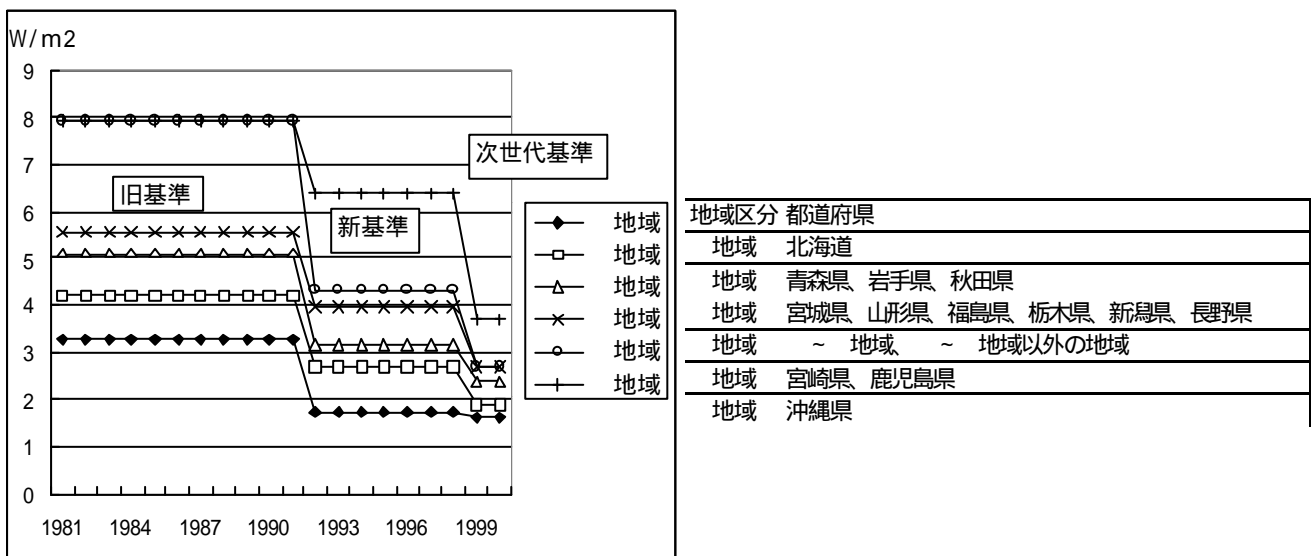 W/m2
9
8
7
6
5
4
3
2
1
0
1981 1984 1987 1990 1993 1996 1999
旧基準
新基準
次世代基準
地域
地域
地域
地域
地域
地域
地域区分 都道府県
地域 北海道
地域 青森県、岩手県、秋田県
地域 宮城県、山形県、福島県、栃木県、新潟県、長野県
地域 ~ 地域、 ~ 地域以外の地域
地域 宮崎県、鹿児島県
地域 沖縄県